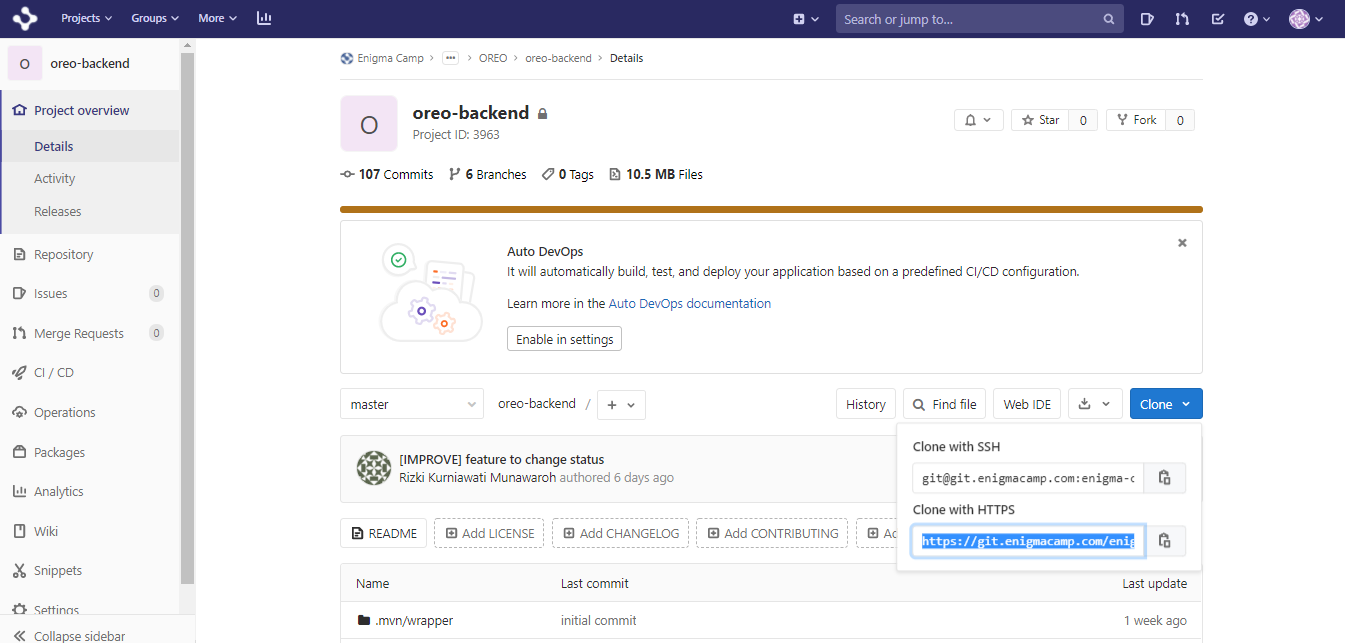 Projects Groups More Search or jump to...
O oreo-backend
Project overview
Details
Activity
Releases
Repository
Issues 0
Merge Requests 0
CI / CD
Operations
Packages
Analytics
Wiki
Snippets
Settings
Collapse sidebar
Enigma Camp > ... > OREO > oreo-backend > Details
O
oreo-backend
Project ID: 3963
Star 0 Fork 0
107 Commits 6 Branches 0 Tags 10.5 MB Files
Auto DevOps
It will automatically build, test, and deploy your application based on a predefined CI/CD configuration.
Learn more in the Auto DevOps documentation
Enable in settings
master oreo-backend / + History Find file Web IDE Clone
Clone with SSH
git@git.enigmacamp.com:enigma-c
Clone with HTTPS
https://git.enigmacamp.com/enig
[IMPROVE] feature to change status
Rizki Kurniawati Munawaroh authored 6 days ago
README Add LICENSE Add CHANGELOG Add CONTRIBUTING
Name Last commit Last update
.mvn/wrapper initial commit 1 week ago